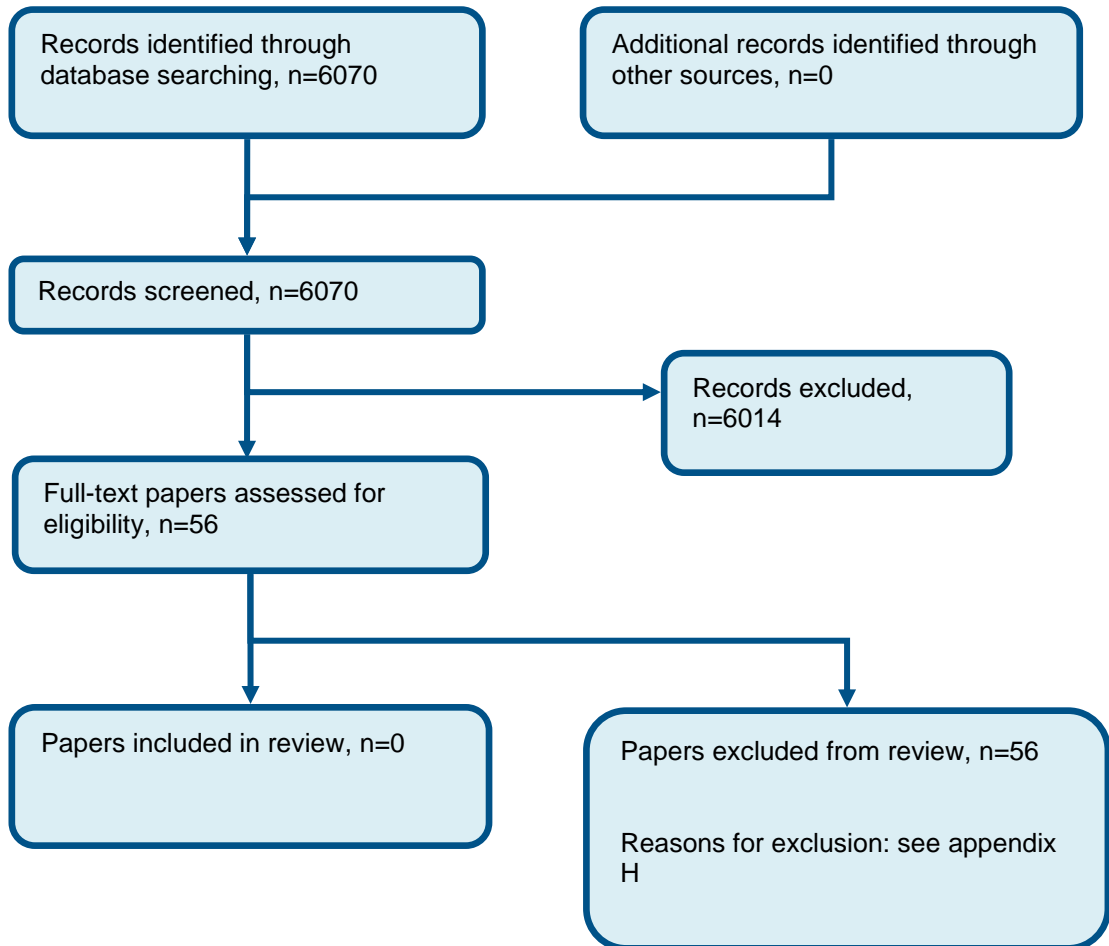 Records identified through
database searching, n=6070
Additional records identified through
other sources, n=0
Records screened, n=6070
Records excluded,
n=6014
Full-text papers assessed for
eligibility, n=56
Papers included in review, n=0
Papers excluded from review, n=56
Reasons for exclusion: see appendix
H